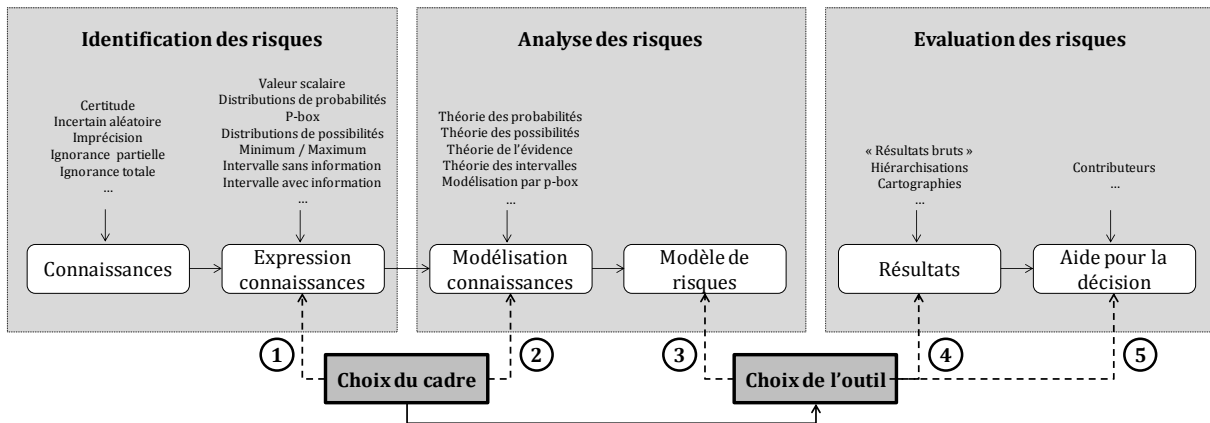 Identification des risques
Certitude
Incertain aléatoire
Imprécision
Ignorance partielle
Ignorance totale
...
Valeur scalaire
Distributions de probabilités
P-box
Distributions de possibilités
Minimum / Maximum
Intervalle sans information
Intervalle avec information
...
Connaissances
Expression
connaissances
Analyse des risques
Théorie des probabilités
Théorie des possibilités
Théorie de l'évidence
Théorie des intervalles
Modélisation par p-box
...
Modélisation
connaissances
Modèle de
risques
Evaluation des risques
« Résultats bruts »
Hiérarchisations
Cartographies
...
Contributeurs
...
Résultats
Aide pour la
décision
1
2
3
4
5
Choix du cadre
Choix de l'outil